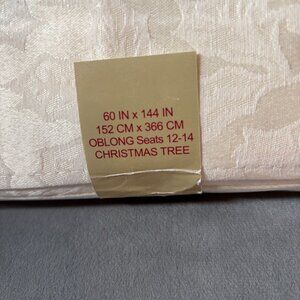 60 IN x 144 IN
152 CM x 366 CM
OBLONG Seats 12-14
CHRISTMAS TREE